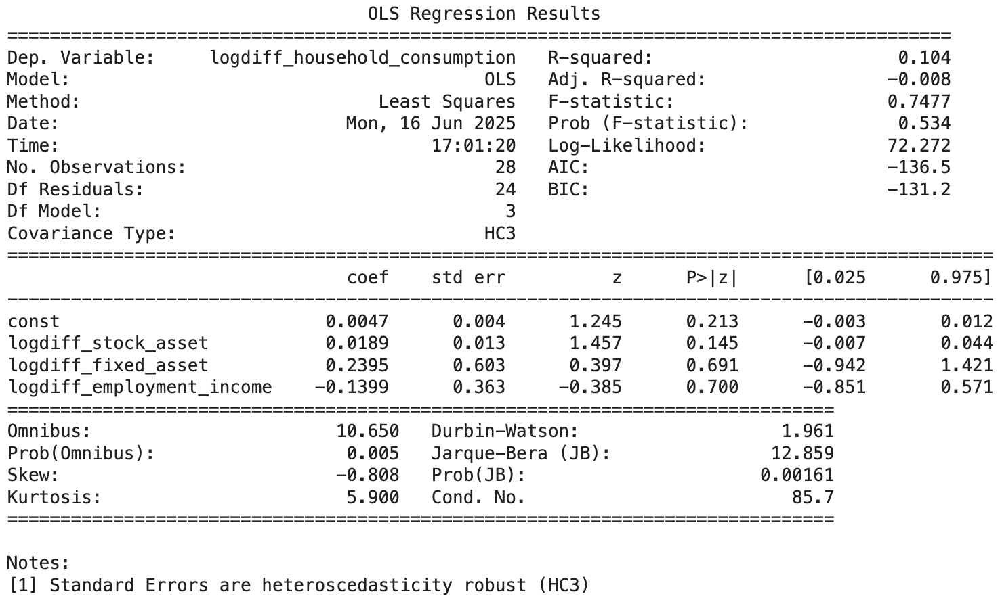 OLS Regression Results
==========================================================================================
Dep. Variable:     logdiff_household_consumption   R-squared:                       0.104
Model:                                       OLS   Adj. R-squared:                 -0.008
Method:                            Least Squares   F-statistic:                    0.7477
Date:                           Mon, 16 Jun 2025   Prob (F-statistic):              0.534
Time:                                   17:01:20   Log-Likelihood:                 72.272
No. Observations:                             28   AIC:                            -136.5
Df Residuals:                                 24   BIC:                            -131.2
Df Model:                                      3
Covariance Type:                             HC3
==============================================================================================
                                coef    std err          z      P>|z|      [0.025      0.975]
----------------------------------------------------------------------------------------------
const                         0.0047      0.004      1.245      0.213      -0.003       0.012
logdiff_stock_asset           0.0189      0.013      1.457      0.145      -0.007       0.044
logdiff_fixed_asset           0.2395      0.603      0.397      0.691      -0.942       1.421
logdiff_employment_income    -0.1399      0.363     -0.385      0.700      -0.851       0.571
==============================================================================
Omnibus:                       10.650   Durbin-Watson:                   1.961
Prob(Omnibus):                  0.005   Jarque-Bera (JB):               12.859
Skew:                          -0.808   Prob(JB):                      0.00161
Kurtosis:                       5.900   Cond. No.                         85.7
==============================================================================
Notes:
[1] Standard Errors are heteroscedasticity robust (HC3)